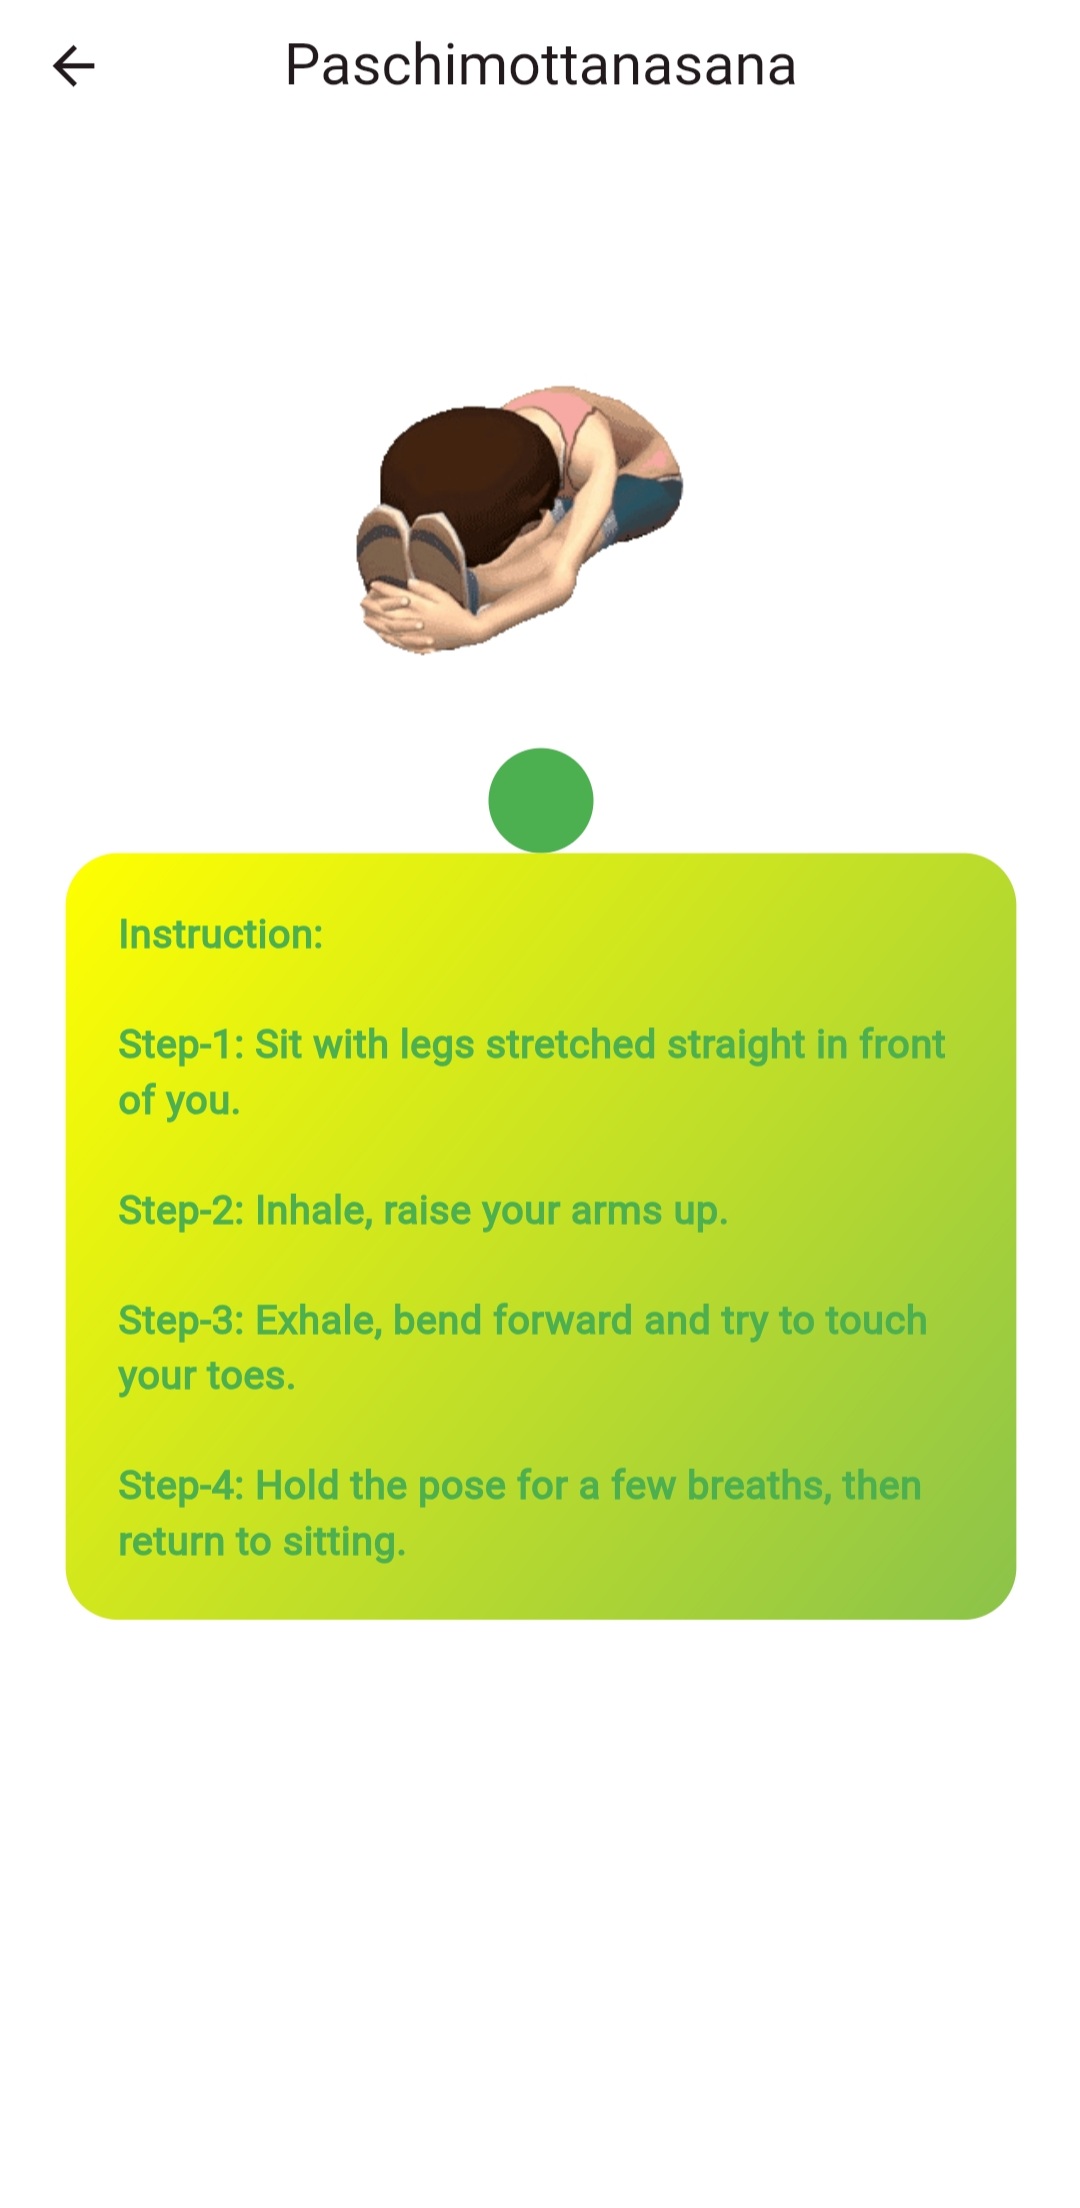 Paschimottanasana
Instruction:
Step-1: Sit with legs stretched straight in front
of you.
Step-2: Inhale, raise your arms up.
Step-3: Exhale, bend forward and try to touch
your toes.
Step-4: Hold the pose for a few breaths, then
return to sitting.